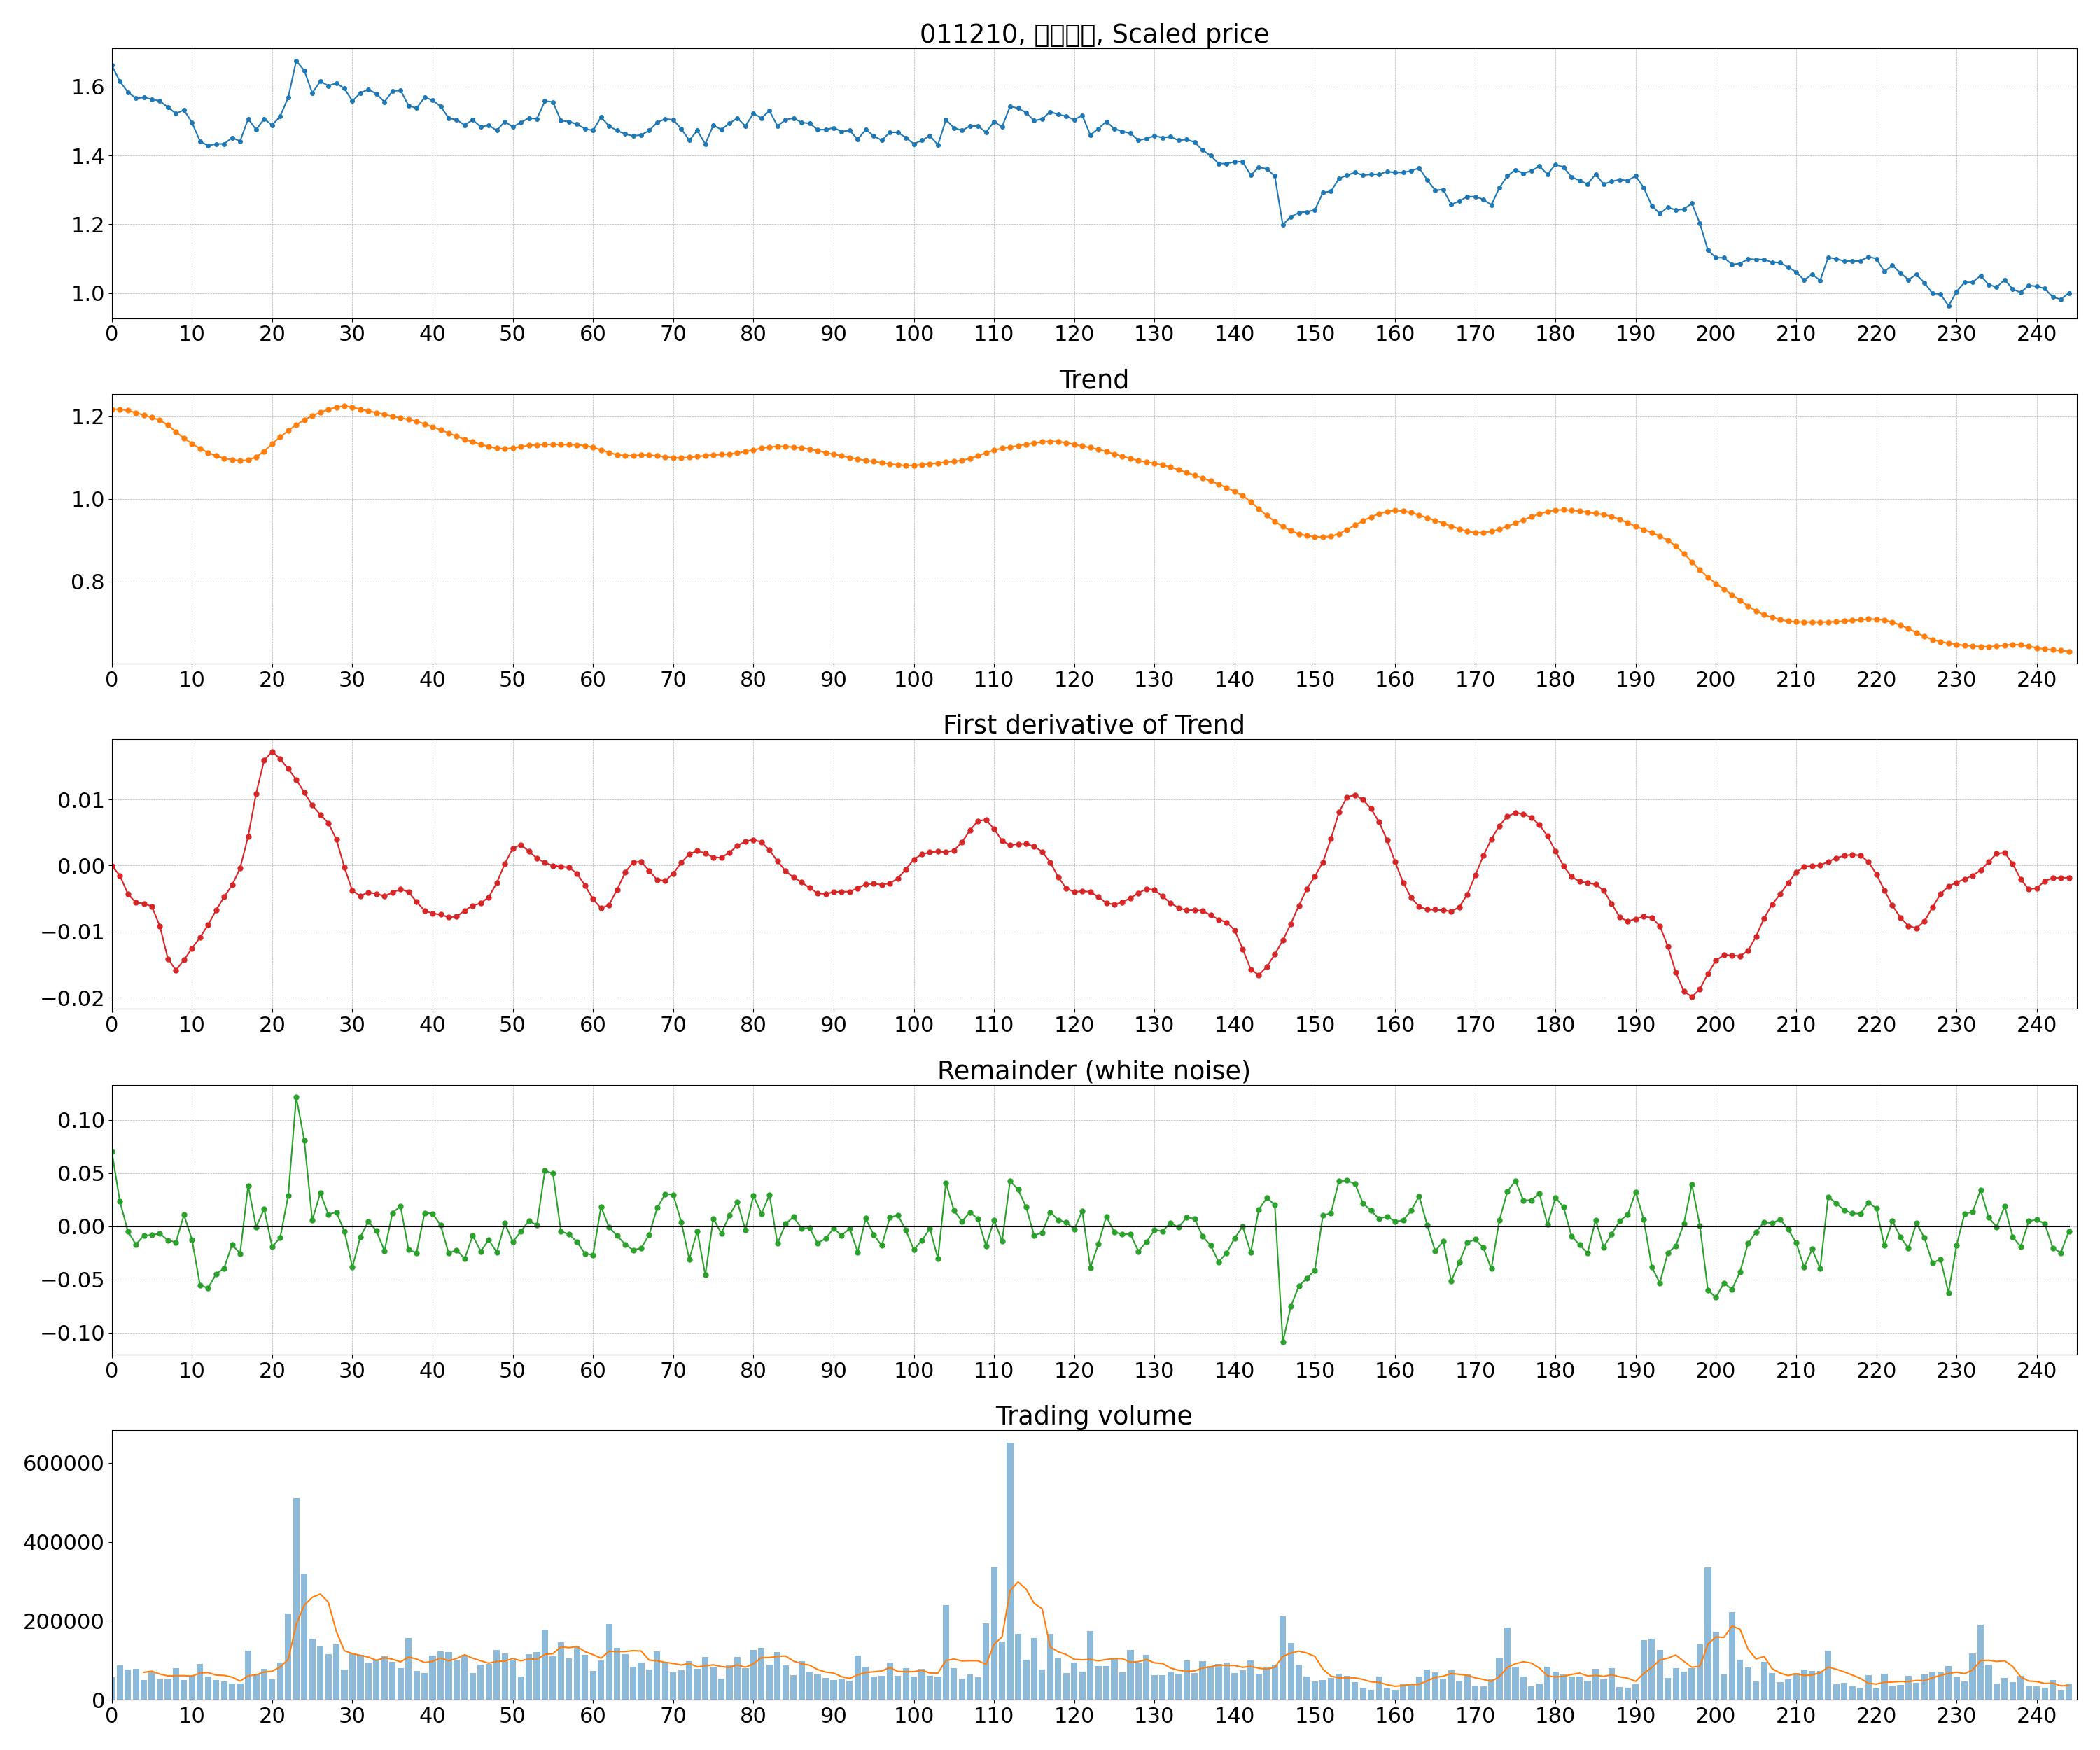 011210, , Scaled price
1.6
1.4
1.2
1.0
0 10 20 30 40 50 60 70 80 90 100 110 120 130 140 150 160 170 180 190 200 210 220 230 240
Trend
1.2
1.0
0.8
0 10 20 30 40 50 60 70 80 90 100 110 120 130 140 150 160 170 180 190 200 210 220 230 240
First derivative of Trend
0.01
0.00
−0.01
−0.02
0 10 20 30 40 50 60 70 80 90 100 110 120 130 140 150 160 170 180 190 200 210 220 230 240
Remainder (white noise)
0.10
0.05
0.00
−0.05
−0.10
0 10 20 30 40 50 60 70 80 90 100 110 120 130 140 150 160 170 180 190 200 210 220 230 240
Trading volume
600000
400000
200000
0
0 10 20 30 40 50 60 70 80 90 100 110 120 130 140 150 160 170 180 190 200 210 220 230 240